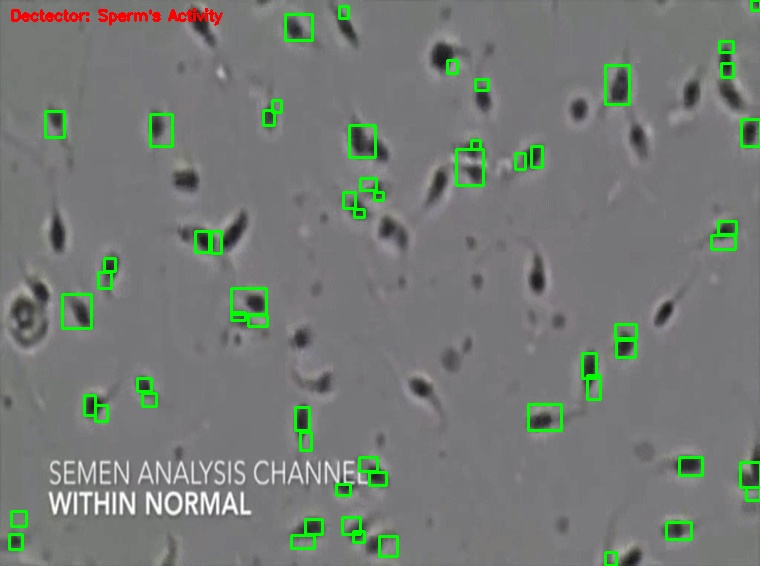 Dectector: Sperm's Activity
SEMEN ANALYSIS CHANNEL
WITHIN NORMAL